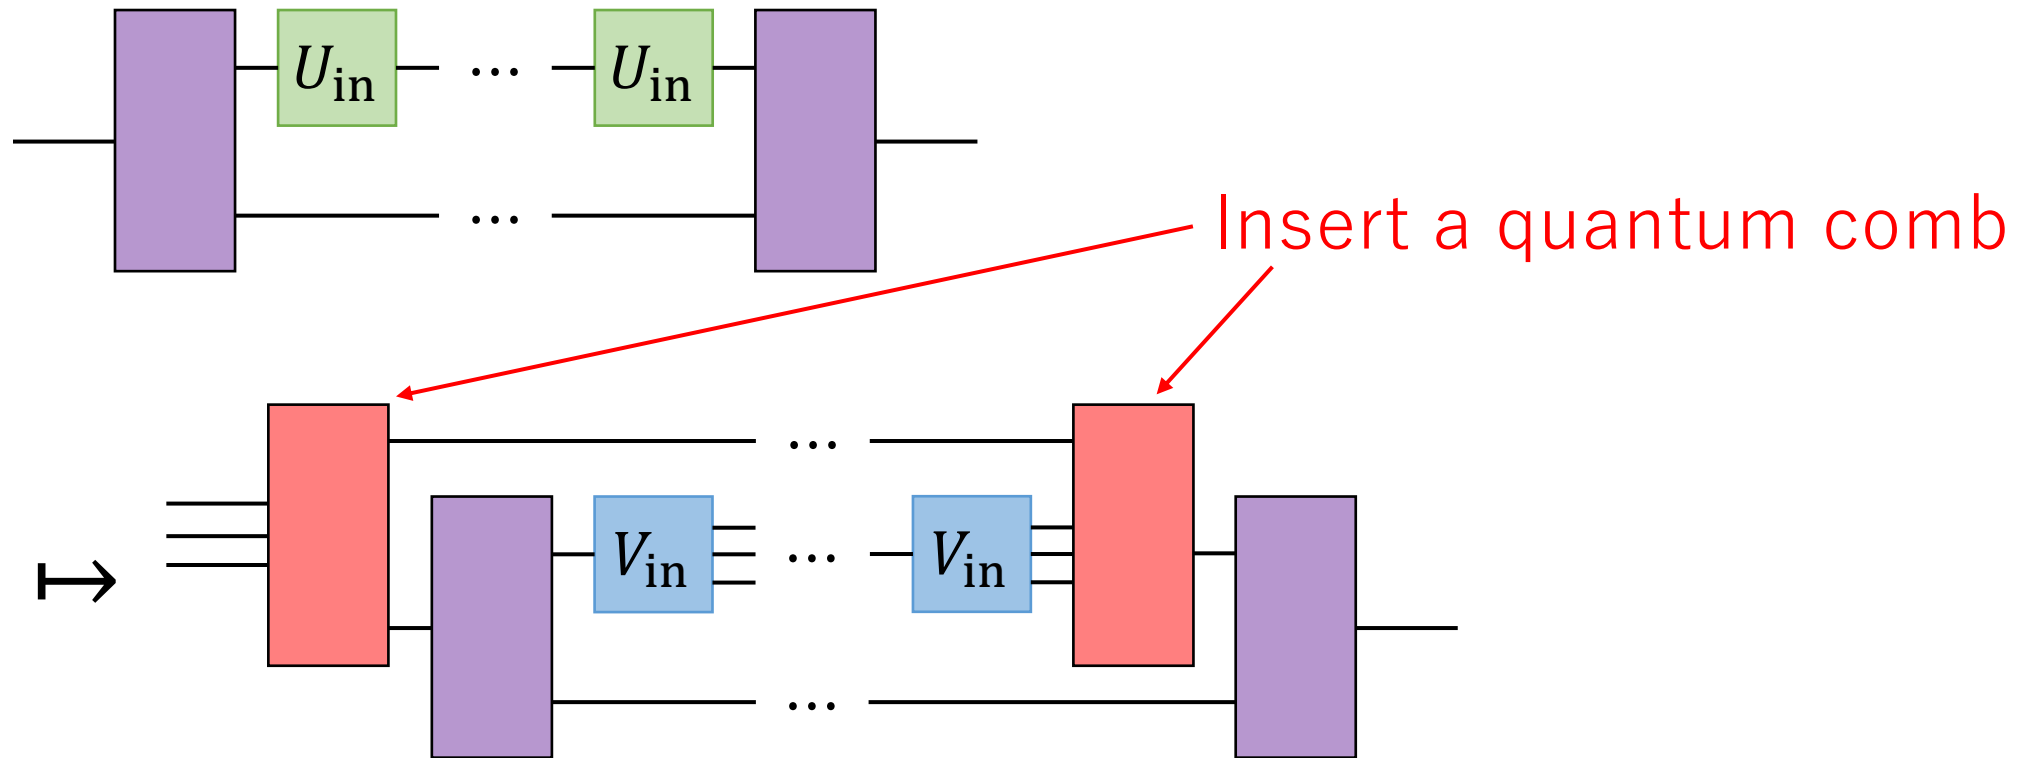 U_in ... U_in
...
Insert a quantum comb
...
↦ V_in ... V_in
...